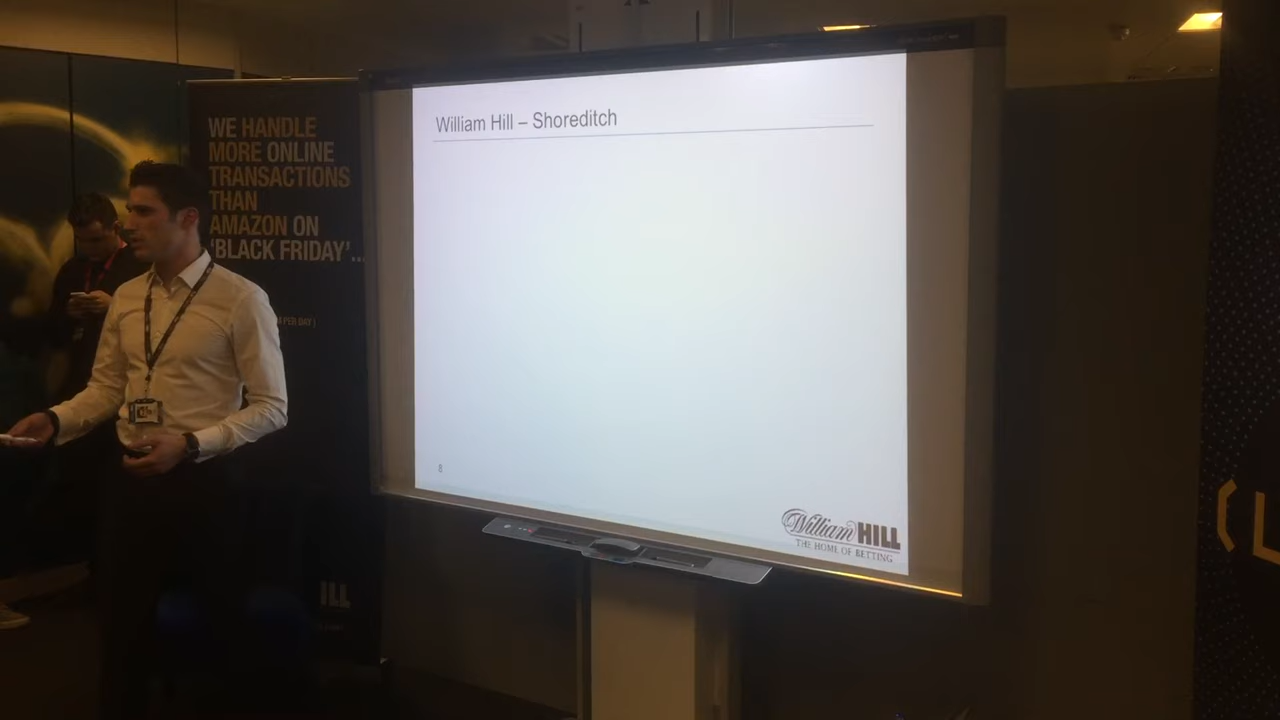 WE HANDLE
MORE ONLINE
TRANSACTIONS
THAN
AMAZON ON
'BLACK FRIDAY'...
PER DAY)
ILL
William Hill – Shoreditch
8
William HILL
THE HOME OF BETTING